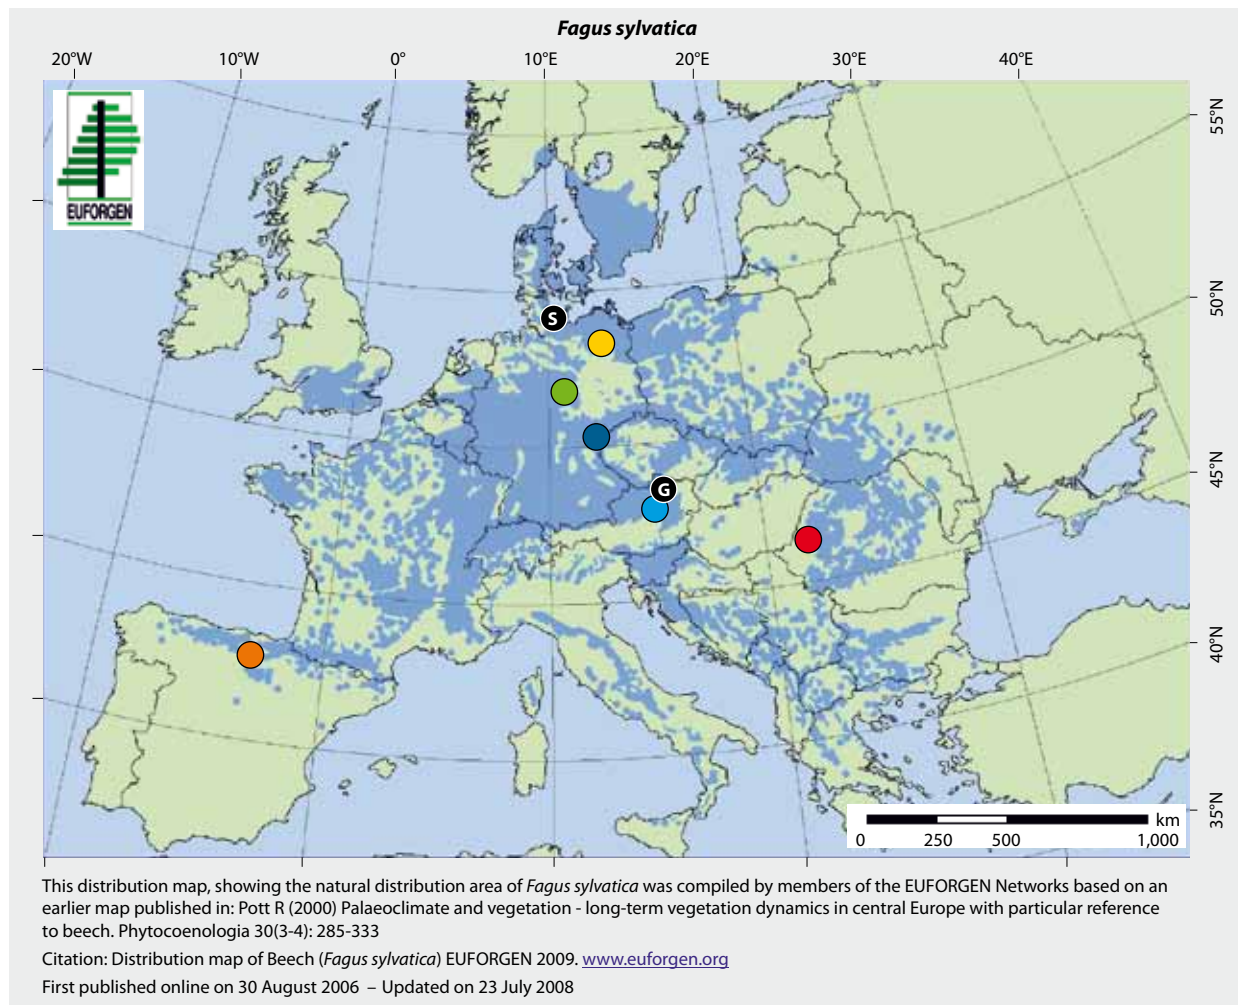 Fagus sylvatica
20°W 10°W 0° 10°E 20°E 30°E 40°E
55°N
50°N
45°N
40°N
35°N
EUFORGEN
S
G
km
0 250 500 1,000
This distribution map, showing the natural distribution area of Fagus sylvatica was compiled by members of the EUFORGEN Networks based on an
earlier map published in: Pott R (2000) Palaeoclimate and vegetation - long-term vegetation dynamics in central Europe with particular reference
to beech. Phytocoenologia 30(3-4): 285-333
Citation: Distribution map of Beech (Fagus sylvatica) EUFORGEN 2009. www.euforgen.org
First published online on 30 August 2006 – Updated on 23 July 2008